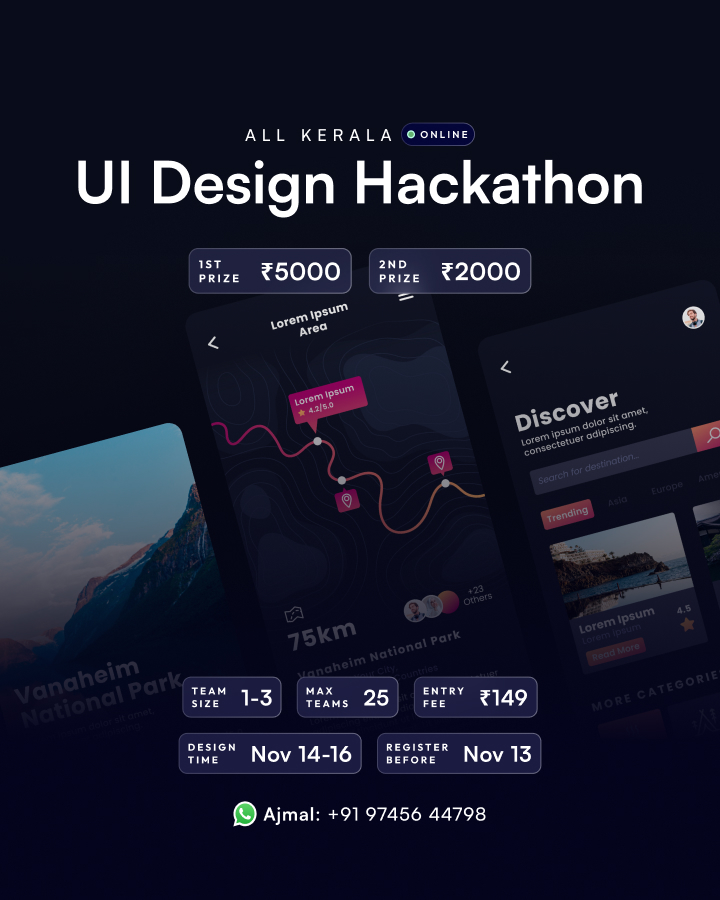 ALL KERALA ONLINE
UI Design Hackathon
1ST PRIZE ₹5000
2ND PRIZE ₹2000
Lorem Ipsum
Area
Lorem Ipsum
4.2/5.0
Discover
Lorem ipsum dolor sit amet,
consectetuer adipiscing.
Search for destination...
Trending Asia Europe
+23
Others
75km
Vanaheim National Park
Lorem Ipsum 4.5
Lorem Ipsum
Read More
MORE CATEGORIE
Vanaheim
National Park
TEAM SIZE 1-3
MAX TEAMS 25
ENTRY FEE ₹149
DESIGN TIME Nov 14-16
REGISTER BEFORE Nov 13
Ajmal: +91 97456 44798